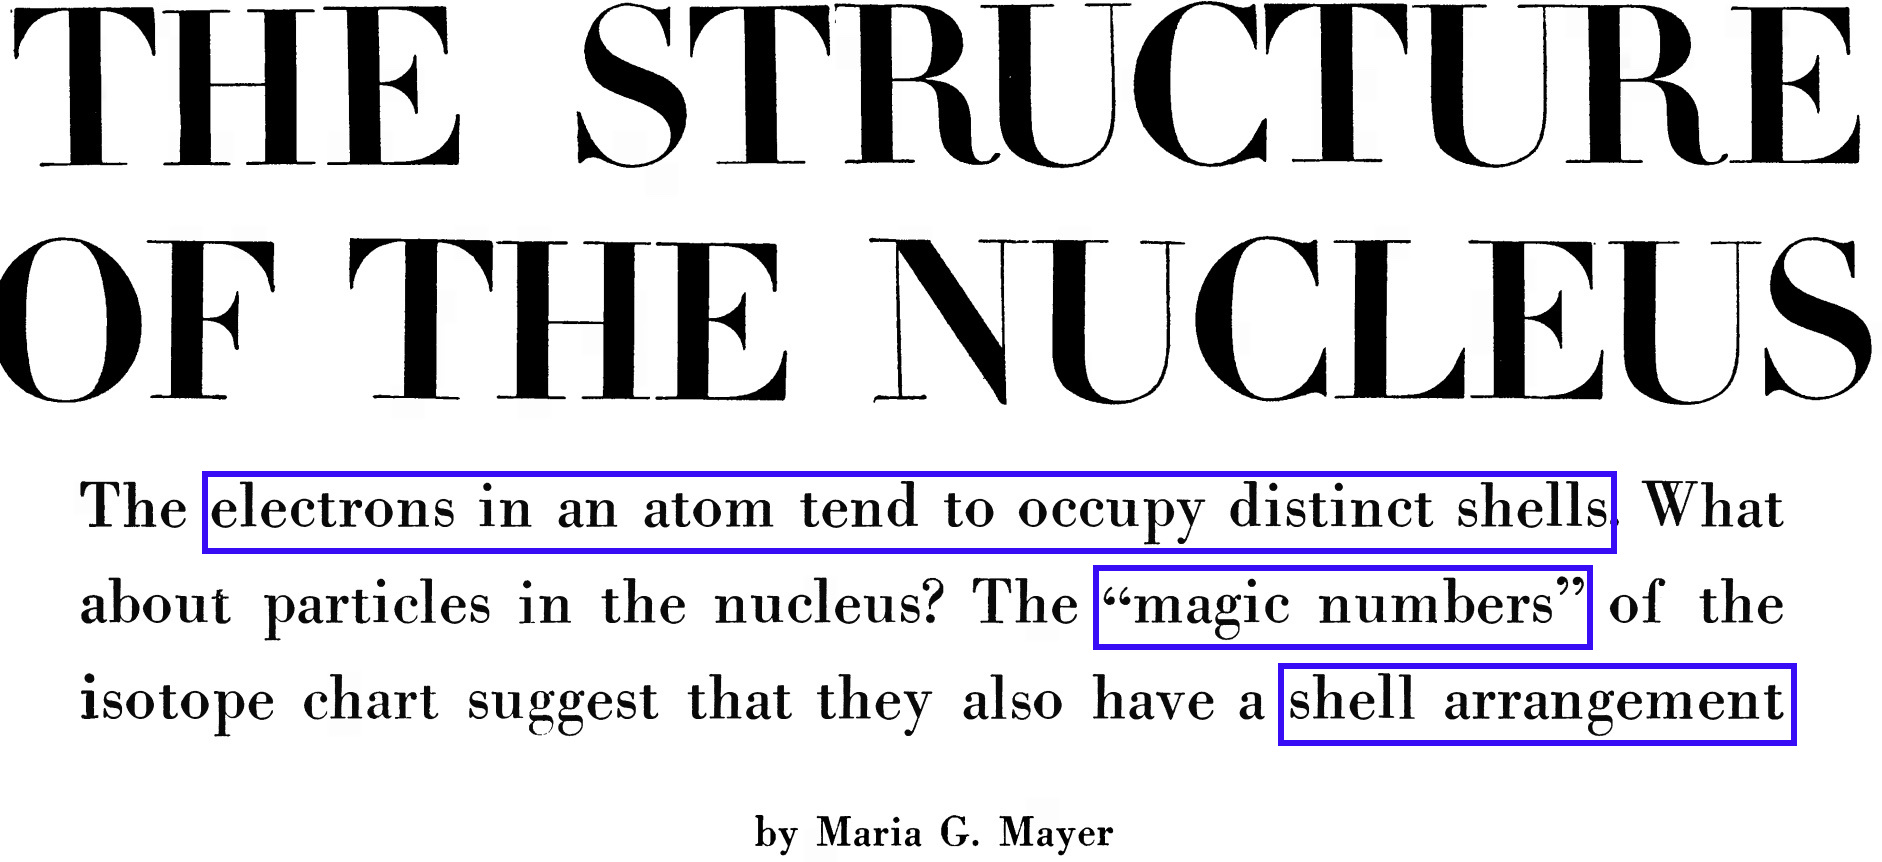 THE STRUCTURE
OF THE NUCLEUS
The electrons in an atom tend to occupy distinct shells. What
about particles in the nucleus? The “magic numbers” of the
isotope chart suggest that they also have a shell arrangement
by Maria G. Mayer